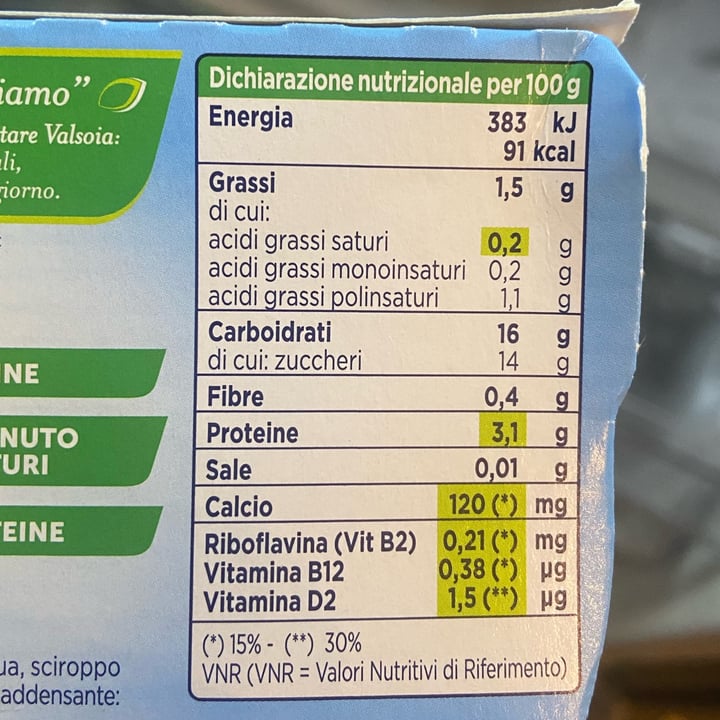 tare Valsoia:
Dichiarazione nutrizionale per 100 g
Energia 383 kJ
91 kcal
Grassi 1,5 g
di cui:
acidi grassi saturi 0,2 g
acidi grassi monoinsaturi 0,2 g
acidi grassi polinsaturi 1,1 g
Carboidrati 16 g
di cui: zuccheri 14 g
Fibre 0,4 g
Proteine 3,1 g
Sale 0,01 g
Calcio 120 (*) mg
Riboflavina (Vit B2) 0,21 (*) mg
Vitamina B12 0,38 (*) µg
Vitamina D2 1,5 (**) µg
(*) 15% - (**) 30%
VNR (VNR = Valori Nutritivi di Riferimento)
iamo”
li,
giorno.
INE
NUTO
URI
EINE
ua, sciroppo
addensante: